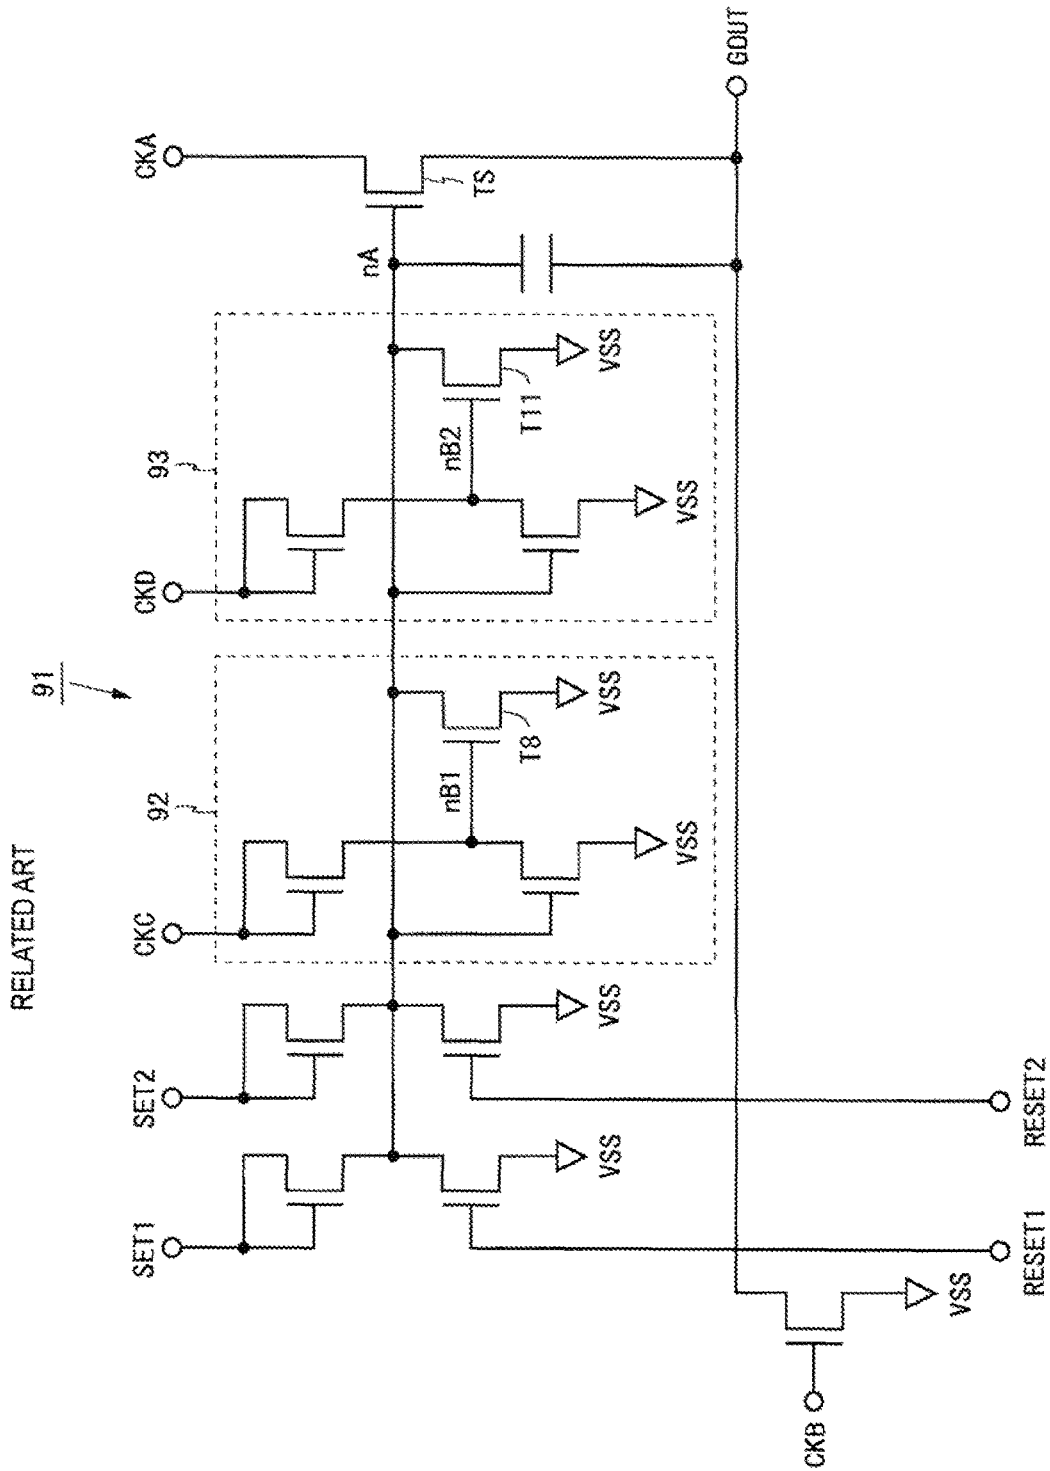 RELATED ART
91
SET1
SET2
CKC
92
CKD
93
CKA
nA
TS
nB1
T8
nB2
T11
VSS
VSS
VSS
VSS
VSS
VSS
GOUT
CKB
VSS
RESET1
RESET2